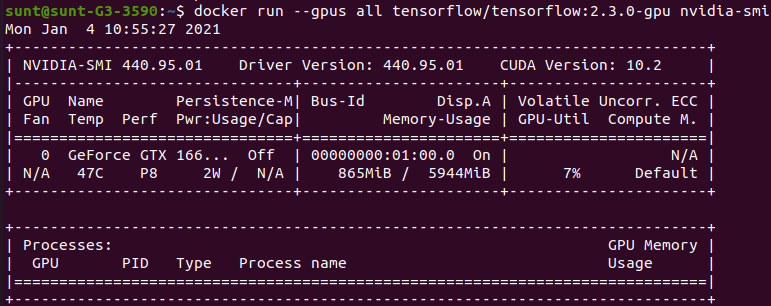 sunt@sunt-G3-3590:~$ docker run --gpus all tensorflow/tensorflow:2.3.0-gpu nvidia-smi
Mon Jan  4 10:55:27 2021
+-----------------------------------------------------------------------------+
| NVIDIA-SMI 440.95.01    Driver Version: 440.95.01    CUDA Version: 10.2     |
|-------------------------------+----------------------+----------------------+
| GPU  Name        Persistence-M| Bus-Id        Disp.A | Volatile Uncorr. ECC |
| Fan  Temp  Perf  Pwr:Usage/Cap|         Memory-Usage | GPU-Util  Compute M. |
|===============================+======================+======================|
|   0  GeForce GTX 166...  Off  | 00000000:01:00.0  On |                  N/A |
| N/A   47C    P8     2W /  N/A |    865MiB /  5944MiB |      7%      Default |
+-------------------------------+----------------------+----------------------+
+-----------------------------------------------------------------------------+
| Processes:                                                       GPU Memory |
|  GPU       PID   Type   Process name                             Usage      |
|=============================================================================|
+-----------------------------------------------------------------------------+